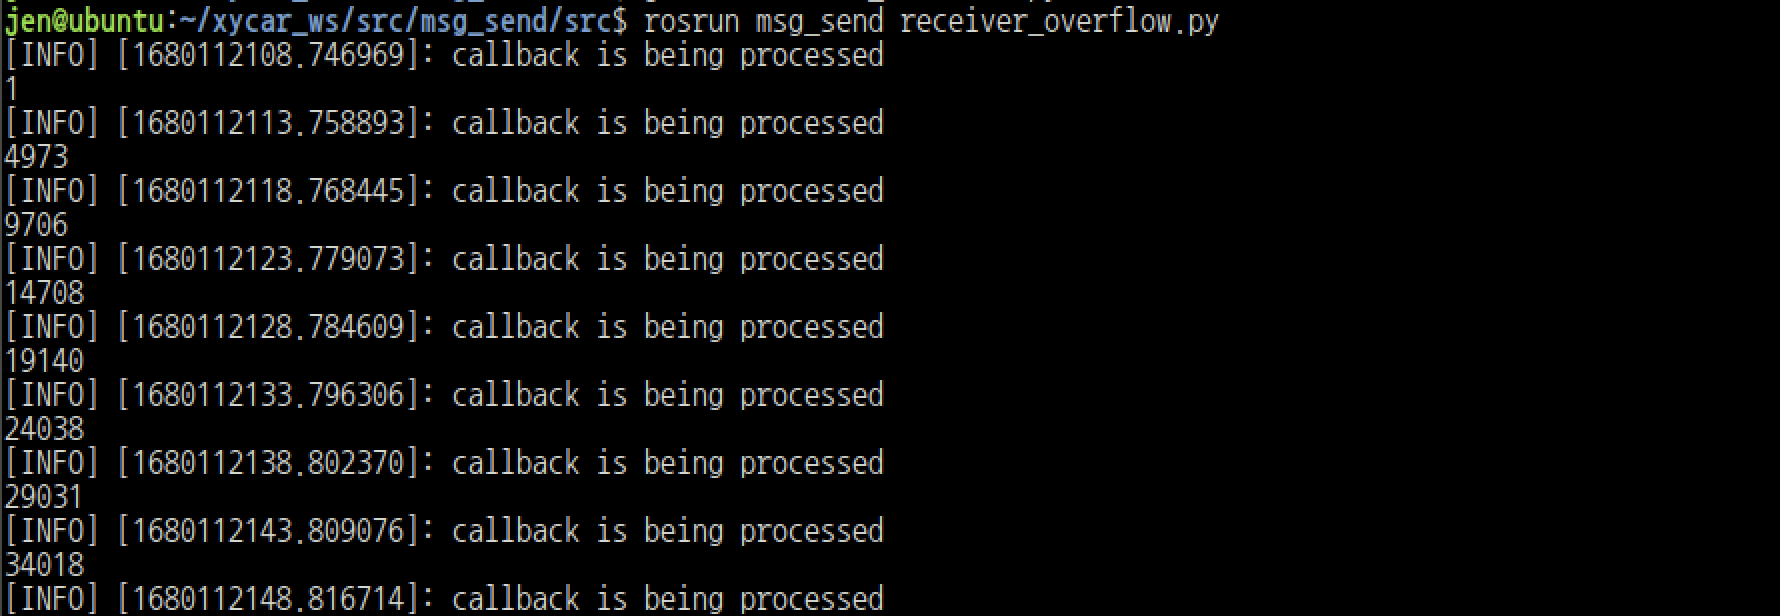 jen@ubuntu:~/xycar_ws/src/msg_send/src$ rosrun msg_send receiver_overflow.py
[INFO] [1680112108.746969]: callback is being processed
1
[INFO] [1680112113.758893]: callback is being processed
4973
[INFO] [1680112118.768445]: callback is being processed
9706
[INFO] [1680112123.779073]: callback is being processed
14708
[INFO] [1680112128.784609]: callback is being processed
19140
[INFO] [1680112133.796306]: callback is being processed
24038
[INFO] [1680112138.802370]: callback is being processed
29031
[INFO] [1680112143.809076]: callback is being processed
34018
[INFO] [1680112148.816714]: callback is being processed